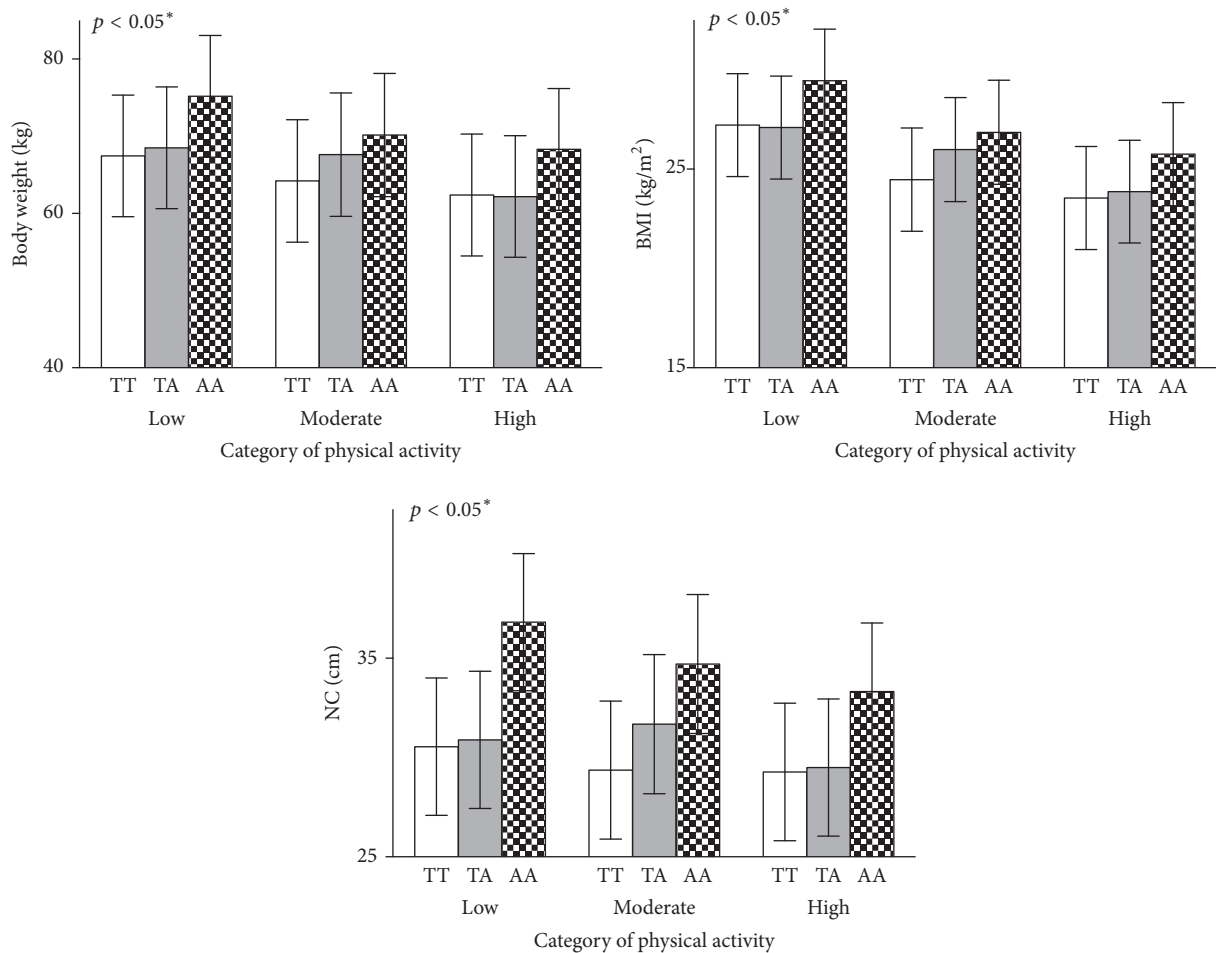 p < 0.05*
80
60
40
Body weight (kg)
TT TA AA TT TA AA TT TA AA
Low Moderate High
Category of physical activity
p < 0.05*
25
15
BMI (kg/m²)
TT TA AA TT TA AA TT TA AA
Low Moderate High
Category of physical activity
p < 0.05*
35
25
NC (cm)
TT TA AA TT TA AA TT TA AA
Low Moderate High
Category of physical activity